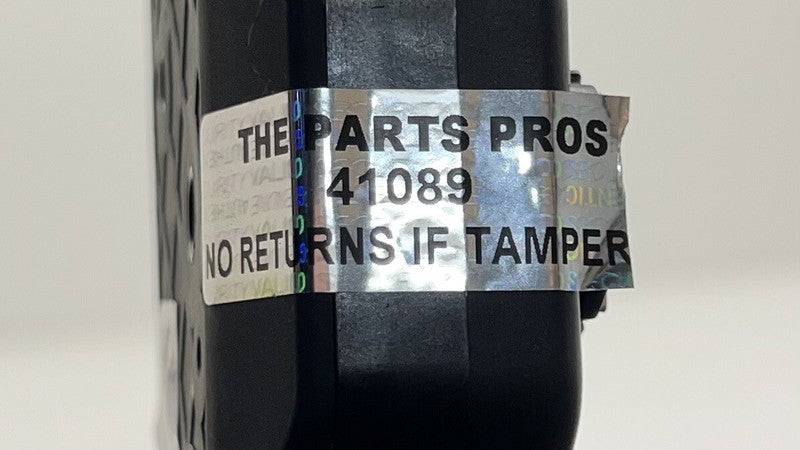 THE PARTS PROS
41089
NO RETURNS IF TAMPER